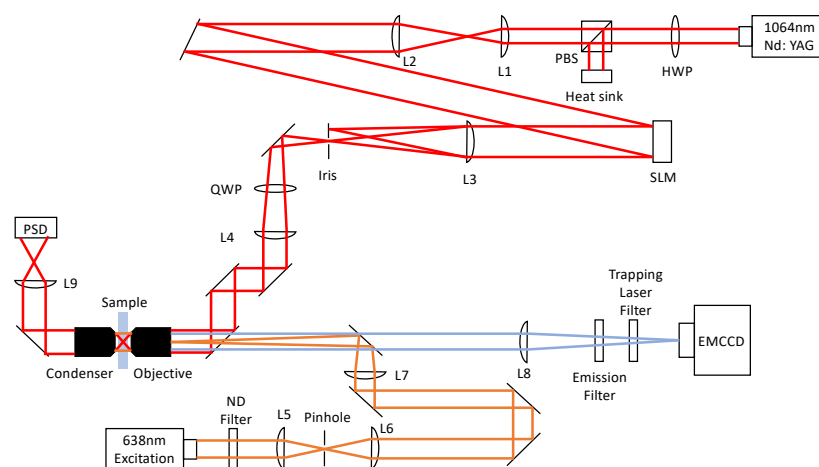 1064nm
Nd: YAG
L2
L1
PBS
HWP
Heat sink
Iris
L3
SLM
QWP
L4
PSD
L9
Sample
Trapping
Laser
Filter
EMCCD
Condenser
Objective
L7
L8
Emission
Filter
ND
Filter
L5
Pinhole
L6
638nm
Excitation